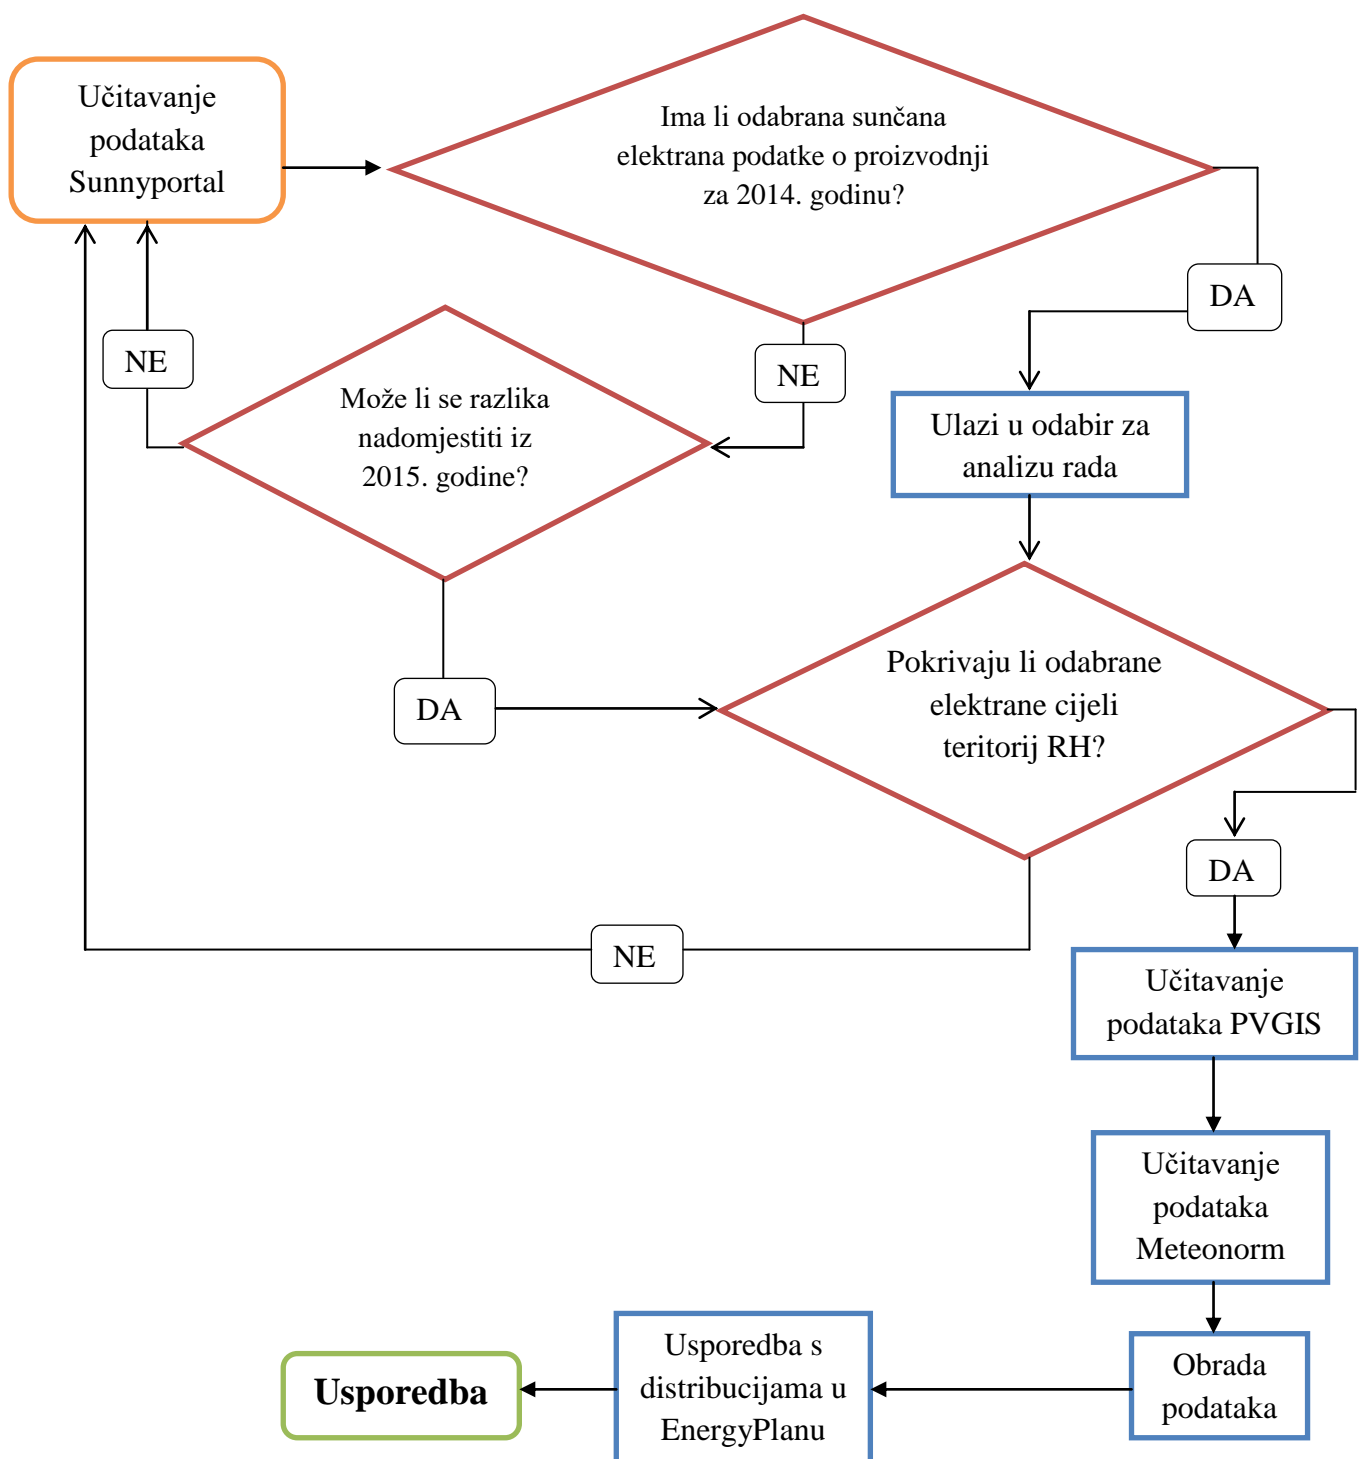 Učitavanje
podataka
Sunnyportal
Ima li odabrana sunčana
elektrana podatke o proizvodnji
za 2014. godinu?
DA
NE
NE
Može li se razlika
nadomjestiti iz
2015. godine?
Ulazi u odabir za
analizu rada
DA
Pokrivaju li odabrane
elektrane cijeli
teritorij RH?
DA
NE
Učitavanje
podataka PVGIS
Učitavanje
podataka
Meteonorm
Obrada
podataka
Usporedba s
distribucijama u
EnergyPlanu
Usporedba